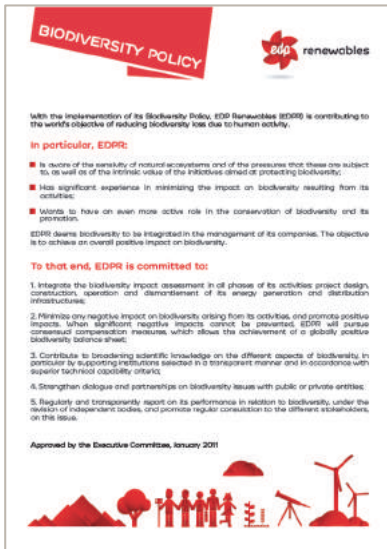 BIODIVERSITY POLICY
edp renewables
With the implementation of its Biodiversity Policy, EDP Renewables (EDPR) is contributing to
the world's objective of reducing biodiversity loss due to human activity.
In particular, EDPR:
Is aware of the sensivity of natural ecosystems and of the pressures that these are subject
to, as well as of the intrinsic value of the initiatives aimed at protecting biodiversity;
Has significant experience in minimizing the impact on biodiversity resulting from its
activities;
Wants to have an even more active role in the conservation of biodiversity and its
promotion.
EDPR deems biodiversity to be integrated in the management of its companies. The objective
is to achieve an overall positive impact on biodiversity.
To that end, EDPR is committed to:
1. Integrate the biodiversity impact assessment in all phases of its activities: project design,
construction, operation and dismantlement of its energy generation and distribution
infrastructures;
2. Minimize any negative impact on biodiversity arising from its activities, and promote positive
impacts. When significant negative impacts cannot be prevented, EDPR will pursue
consensual compensation measures, which allows the achievement of a globally positive
biodiversity balance sheet;
3. Contribute to broadening scientific knowledge on the different aspects of biodiversity, in
particular by supporting institutions selected in a transparent manner and in accordance with
superior technical capability criteria;
4. Strengthen dialogue and partnerships on biodiversity issues with public or private entities;
5. Regularly and transparently report on its performance in relation to biodiversity, under the
revision of independent bodies, and promote regular consultation to the different stakeholders,
on this issue.
Approved by the Executive Committee, January 2011